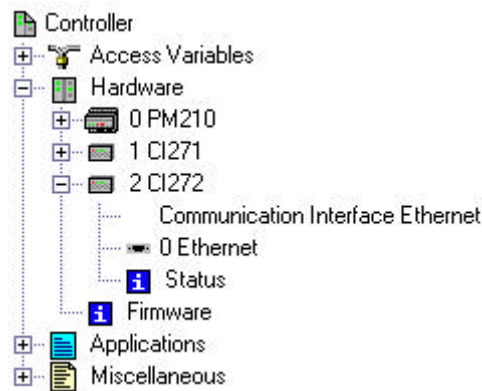 Controller
Access Variables
Hardware
0 PM210
1 CI271
2 CI272
Communication Interface Ethernet
0 Ethernet
Status
Firmware
Applications
Miscellaneous